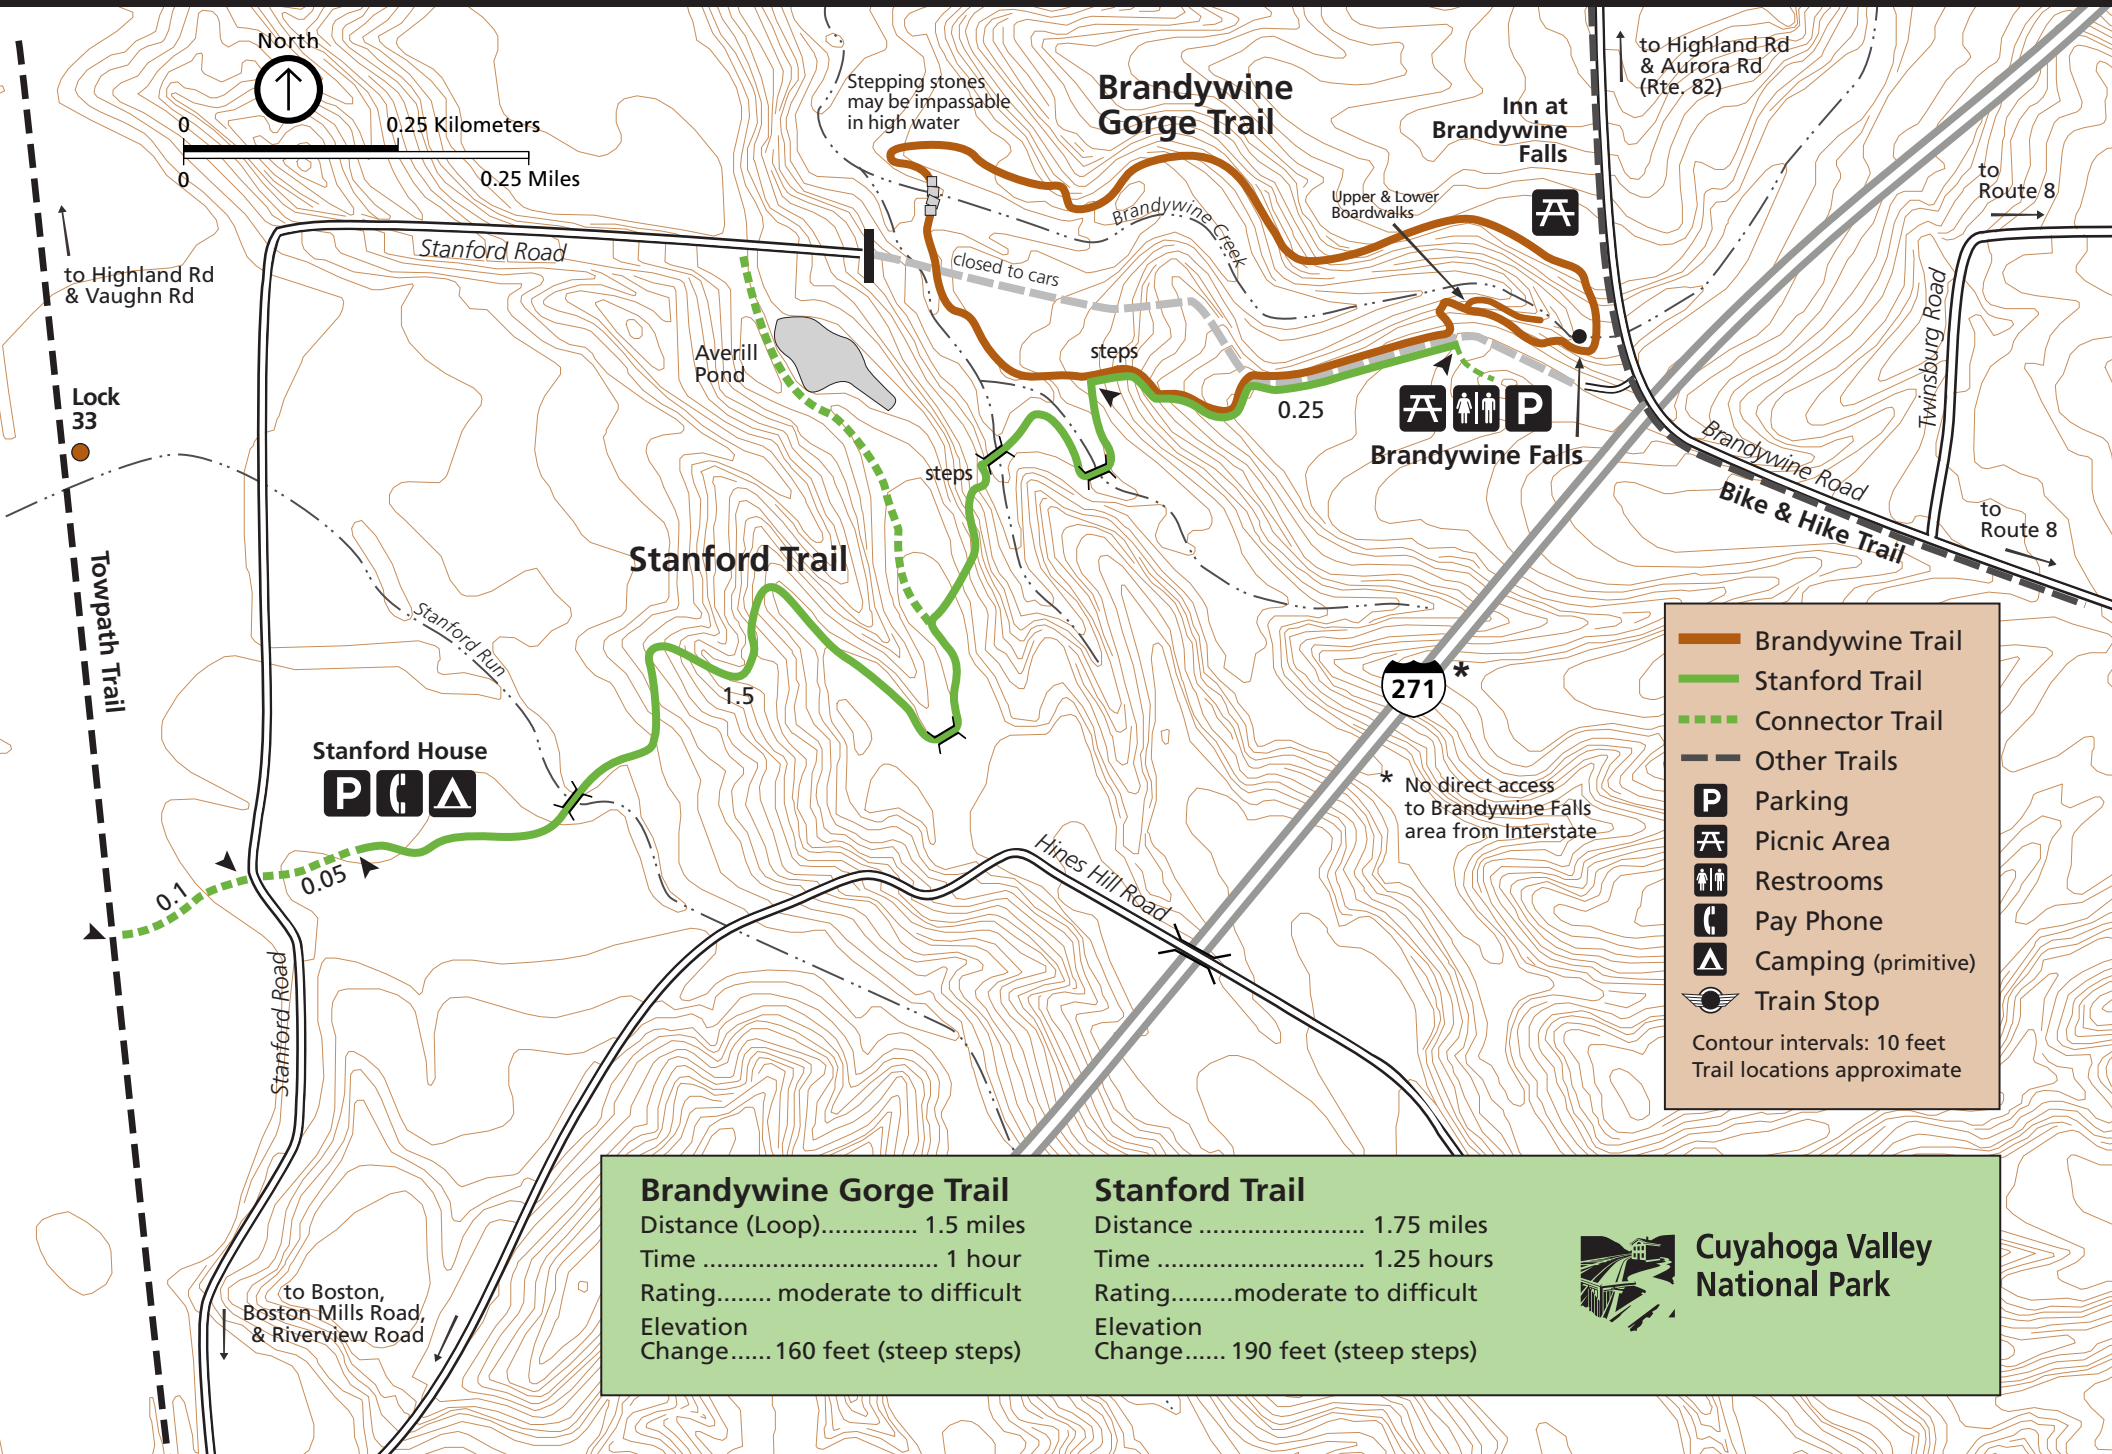 North
0
0.25 Kilometers
0
0.25 Miles
to Highland Rd
& Vaughn Rd
Stanford Road
Stepping stones
may be impassable
in high water
Brandywine
Gorge Trail
Inn at
Brandywine
Falls
to Highland Rd
& Aurora Rd
(Rte. 82)
to
Route 8
Upper & Lower
Boardwalks
Brandywine Creek
closed to cars
Twinsburg Road
Averill
Pond
steps
0.25
P
Brandywine Falls
Lock
33
steps
Brandywine Road
Bike & Hike Trail
to
Route 8
Towpath Trail
Stanford Trail
Stanford Run
1.5
271
*
Stanford House
P
* No direct access
to Brandywine Falls
area from Interstate
Hines Hill Road
0.1
0.05
Stanford Road
to Boston,
Boston Mills Road,
& Riverview Road
Brandywine Trail
Stanford Trail
Connector Trail
Other Trails
P Parking
Picnic Area
Restrooms
Pay Phone
Camping (primitive)
Train Stop
Contour intervals: 10 feet
Trail locations approximate
Brandywine Gorge Trail
Distance (Loop).............. 1.5 miles
Time .................................. 1 hour
Rating........ moderate to difficult
Elevation
Change......160 feet (steep steps)
Stanford Trail
Distance ........................ 1.75 miles
Time .............................. 1.25 hours
Rating.........moderate to difficult
Elevation
Change...... 190 feet (steep steps)
Cuyahoga Valley
National Park